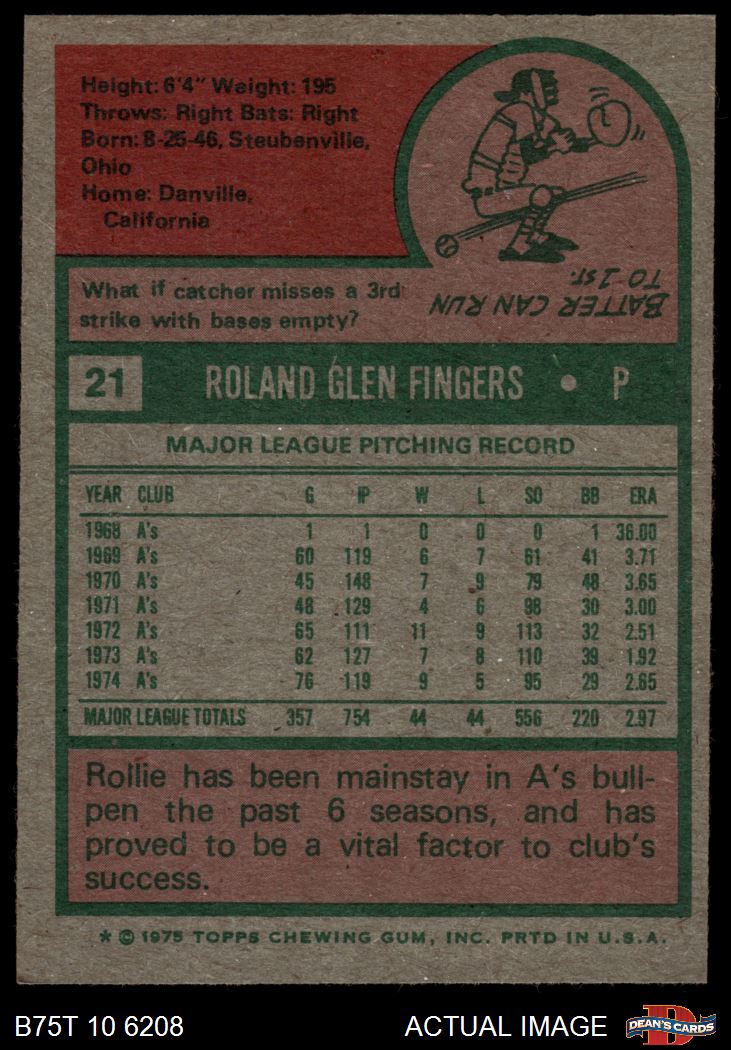 Height: 6'4" Weight: 195
Throws: Right Bats: Right
Born: 8-25-46, Steubenville,
Ohio
Home: Danville,
California
What if catcher misses a 3rd
strike with bases empty?
BATTER CAN RUN
TO 1ST.
21 ROLAND GLEN FINGERS • P
MAJOR LEAGUE PITCHING RECORD
YEAR CLUB G IP W L SO BB ERA
1968 A's 1 1 0 0 0 1 36.00
1969 A's 60 119 6 7 61 41 3.71
1970 A's 45 148 7 9 79 48 3.65
1971 A's 48 129 4 6 98 30 3.00
1972 A's 65 111 11 9 113 32 2.51
1973 A's 62 127 7 8 110 39 1.92
1974 A's 76 119 9 5 95 29 2.65
MAJOR LEAGUE TOTALS 357 754 44 44 556 220 2.97
Rollie has been mainstay in A's bull-
pen the past 6 seasons, and has
proved to be a vital factor to club's
success.
* © 1975 TOPPS CHEWING GUM, INC. PRTD IN U.S.A.
B75T 10 6208 ACTUAL IMAGE DEAN'S CARDS